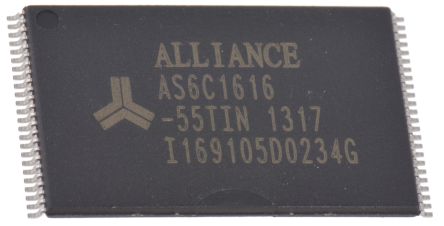 ALLIANCE
AS6C1616
-55TIN 1317
I169105D0234G